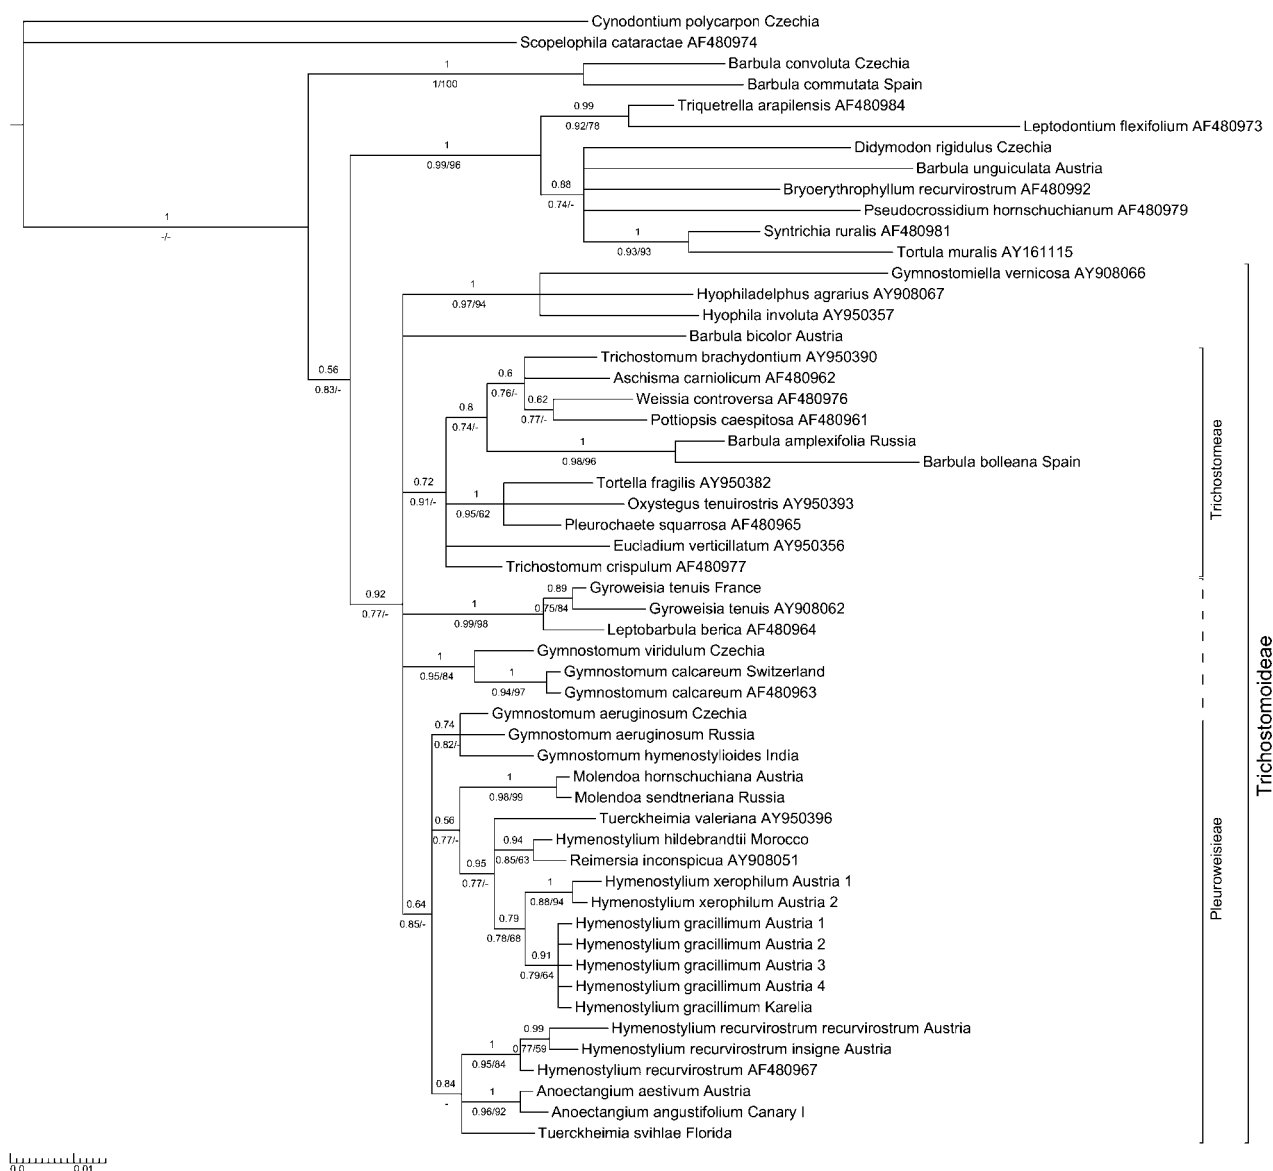 Cynodontium polycarpon Czechia
Scopelophila cataractae AF480974
1
Barbula convoluta Czechia
1/100
Barbula commutata Spain
0.99
Triquetrella arapilensis AF480984
0.92/78
Leptodontium flexifolium AF480973
1
0.99/96
Didymodon rigidulus Czechia
Barbula unguiculata Austria
0.88
Bryoerythrophyllum recurvirostrum AF480992
0.74/-
Pseudocrossidium hornschuchianum AF480979
1
-/-
1
Syntrichia ruralis AF480981
0.93/93
Tortula muralis AY161115
Gymnostomiella vernicosa AY908066
1
Hyophiladelphus agrarius AY908067
0.97/94
Hyophila involuta AY950357
Barbula bicolor Austria
Trichostomum brachydontium AY950390
0.56
0.83/-
0.6
Aschisma carniolicum AF480962
0.76/-
0.62
Weissia controversa AF480976
0.77/-
Pottiopsis caespitosa AF480961
0.8
0.74/-
1
Barbula amplexifolia Russia
0.98/96
Barbula bolleana Spain
0.72
0.91/-
Tortella fragilis AY950382
1
Oxystegus tenuirostris AY950393
0.95/62
Pleurochaete squarrosa AF480965
Eucladium verticillatum AY950356
Trichostomum crispulum AF480977
Trichostomeae
0.92
0.77/-
0.89
Gyroweisia tenuis France
0.75/84
Gyroweisia tenuis AY908062
1
0.99/98
Leptobarbula berica AF480964
1
Gymnostomum viridulum Czechia
0.95/84
1
Gymnostomum calcareum Switzerland
0.94/97
Gymnostomum calcareum AF480963
Trichostomoideae
Gymnostomum aeruginosum Czechia
0.74
Gymnostomum aeruginosum Russia
0.82/-
Gymnostomum hymenostylioides India
1
Molendoa hornschuchiana Austria
0.98/99
Molendoa sendtneriana Russia
0.56
0.77/-
Tuerckheimia valeriana AY950396
0.94
Hymenostylium hildebrandtii Morocco
0.85/63
Reimersia inconspicua AY908051
0.95
0.77/-
1
Hymenostylium xerophilum Austria 1
0.88/94
Hymenostylium xerophilum Austria 2
0.64
0.85/-
0.79
0.78/68
Hymenostylium gracillimum Austria 1
Hymenostylium gracillimum Austria 2
0.91
Hymenostylium gracillimum Austria 3
0.79/64
Hymenostylium gracillimum Austria 4
Hymenostylium gracillimum Karelia
Pleuroweisieae
0.99
Hymenostylium recurvirostrum recurvirostrum Austria
0.77/59
Hymenostylium recurvirostrum insigne Austria
1
0.95/84
Hymenostylium recurvirostrum AF480967
0.84
-
1
Anoectangium aestivum Austria
0.96/92
Anoectangium angustifolium Canary I
Tuerckheimia svihlae Florida
0.0 0.01